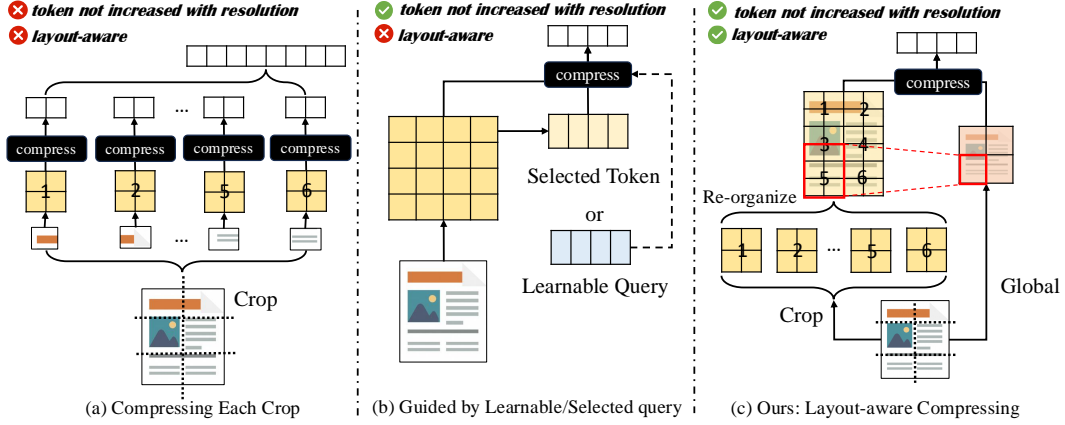 token not increased with resolution
layout-aware
...
compress
compress
compress
compress
1
2
5
6
...
Crop
(a) Compressing Each Crop
token not increased with resolution
layout-aware
compress
Selected Token
or
Learnable Query
(b) Guided by Learnable/Selected query
token not increased with resolution
layout-aware
compress
1 2
3 4
5 6
Re-organize
1
2
...
5
6
Crop
Global
(c) Ours: Layout-aware Compressing